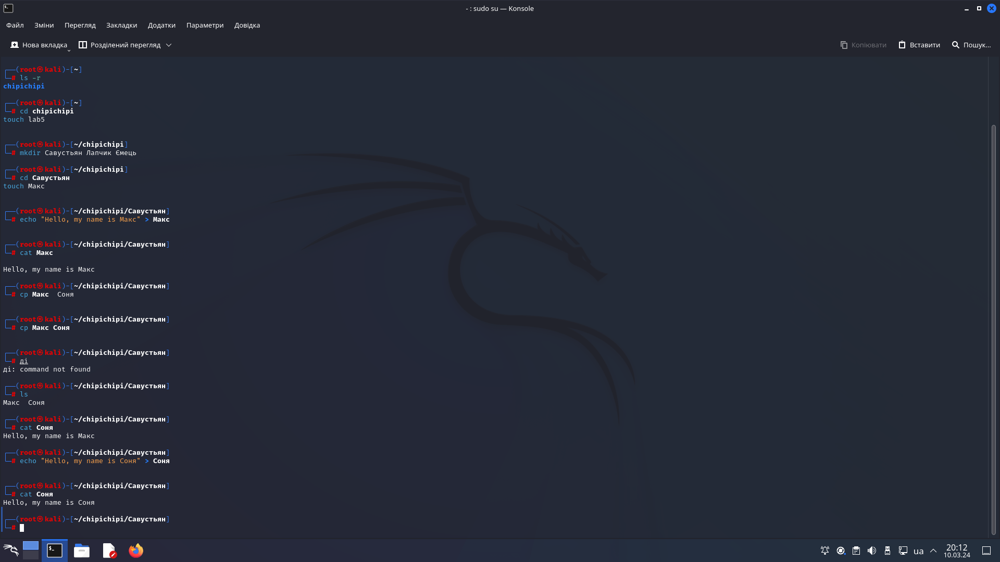 - : sudo su — Konsole
Файл Зміни Перегляд Закладки Додатки Параметри Довідка
Нова вкладка Розділений перегляд Копіювати Вставити Пошук...
┌──(root㉿kali)-[~]
└─# ls -r
chipichipi
┌──(root㉿kali)-[~]
└─# cd chipichipi
touch lab5
┌──(root㉿kali)-[~/chipichipi]
└─# mkdir Савустьян Лапчик Ємець
┌──(root㉿kali)-[~/chipichipi]
└─# cd Савустьян
touch Макс
┌──(root㉿kali)-[~/chipichipi/Савустьян]
└─# echo "Hello, my name is Макс" > Макс
┌──(root㉿kali)-[~/chipichipi/Савустьян]
└─# cat Макс
Hello, my name is Макс
┌──(root㉿kali)-[~/chipichipi/Савустьян]
└─# cp Макс  Соня
┌──(root㉿kali)-[~/chipichipi/Савустьян]
└─# cp Макс Соня
┌──(root㉿kali)-[~/chipichipi/Савустьян]
└─# ді
ді: command not found
┌──(root㉿kali)-[~/chipichipi/Савустьян]
└─# ls
Макс  Соня
┌──(root㉿kali)-[~/chipichipi/Савустьян]
└─# cat Соня
Hello, my name is Макс
┌──(root㉿kali)-[~/chipichipi/Савустьян]
└─# echo "Hello, my name is Соня" > Соня
┌──(root㉿kali)-[~/chipichipi/Савустьян]
└─# cat Соня
Hello, my name is Соня
┌──(root㉿kali)-[~/chipichipi/Савустьян]
└─#
ua 20:12
10.03.24